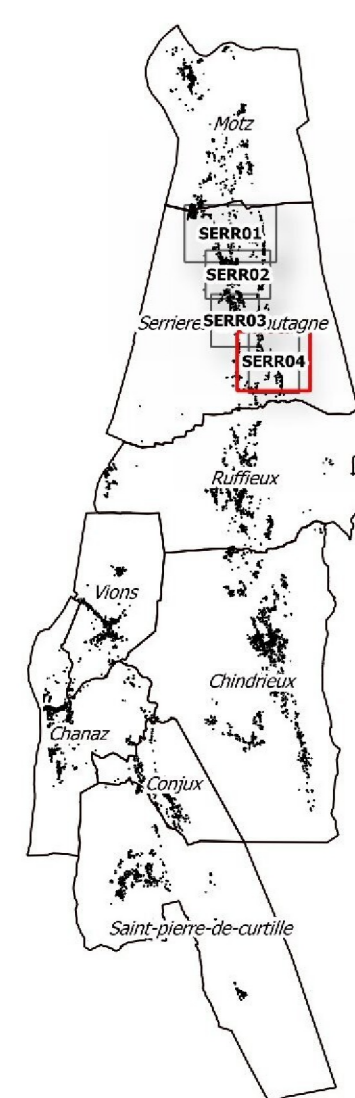 Motz
SERR01
SERR02
SERR03
Serriere utagne
SERR04
Ruffieux
Vions
Chindrieux
Chanaz
Conjux
Saint-pierre-de-curtille